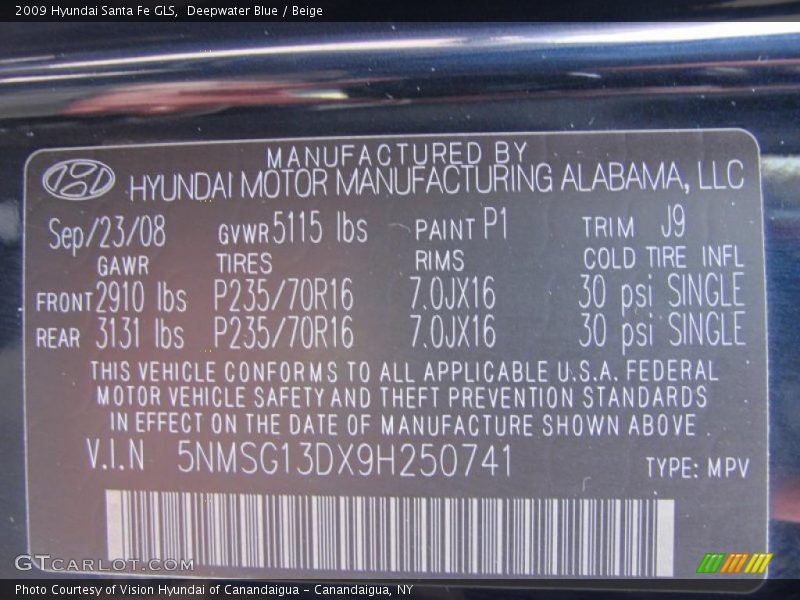 2009 Hyundai Santa Fe GLS, Deepwater Blue / Beige
MANUFACTURED BY
HYUNDAI MOTOR MANUFACTURING ALABAMA, LLC
Sep/23/08 GVWR 5115 lbs PAINT P1 TRIM J9
GAWR TIRES RIMS COLD TIRE INFL
FRONT 2910 lbs P235/70R16 7.0JX16 30 psi SINGLE
REAR 3131 lbs P235/70R16 7.0JX16 30 psi SINGLE
THIS VEHICLE CONFORMS TO ALL APPLICABLE U.S.A. FEDERAL
MOTOR VEHICLE SAFETY AND THEFT PREVENTION STANDARDS
IN EFFECT ON THE DATE OF MANUFACTURE SHOWN ABOVE.
V.I.N 5NMSG13DX9H250741 TYPE: MPV
GTCARLOT.COM
Photo Courtesy of Vision Hyundai of Canandaigua - Canandaigua, NY